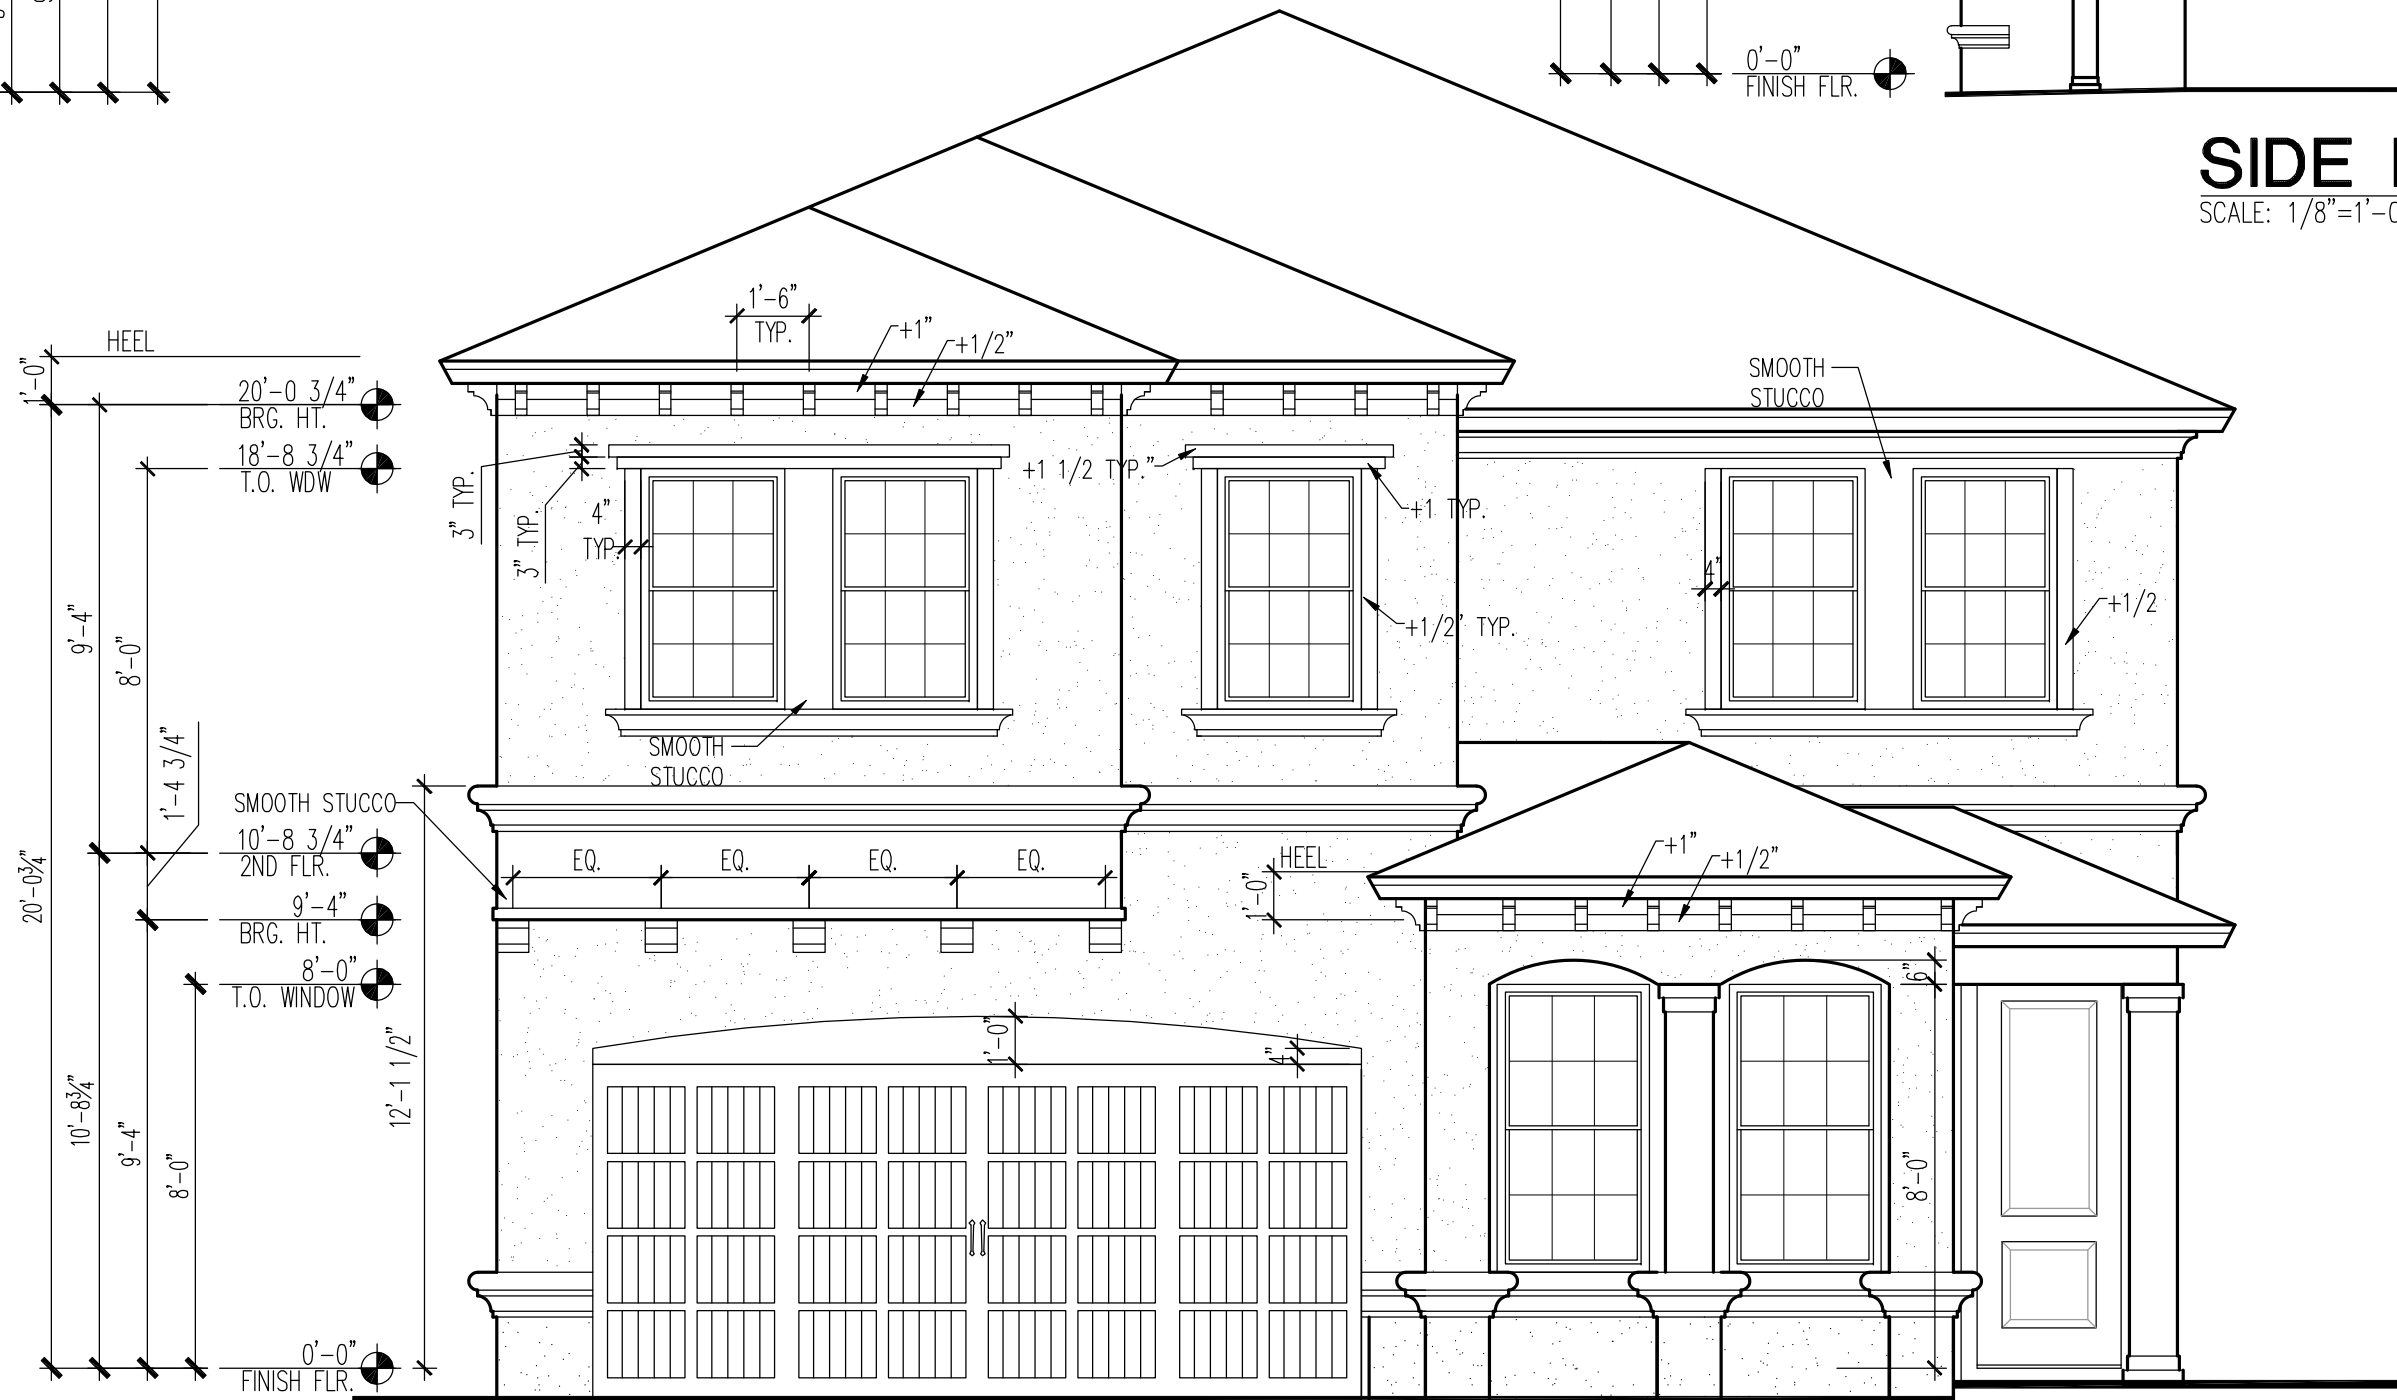 0'-0"
FINISH FLR.
SIDE
SCALE: 1/8"=1'-0
1'-6"
TYP.
+1"
+1/2"
HEEL
1'-0"
20'-0 3/4"
BRG. HT.
18'-8 3/4"
T.O. WDW
SMOOTH
STUCCO
3" TYP.
3" TYP.
4"
TYP.
+1 1/2 TYP."
+1 TYP.
+1/2' TYP.
4"
+1/2
9'-4"
8'-0"
1'-4 3/4"
SMOOTH
STUCCO
SMOOTH STUCCO
10'-8 3/4"
2ND FLR.
EQ.
EQ.
EQ.
EQ.
HEEL
1'-0"
+1"
+1/2"
20'-0 3/4"
9'-4"
BRG. HT.
8'-0"
T.O. WINDOW
6"
12'-1 1/2"
1'-0"
4"
10'-8 3/4"
9'-4"
8'-0"
8'-0"
0'-0"
FINISH FLR.